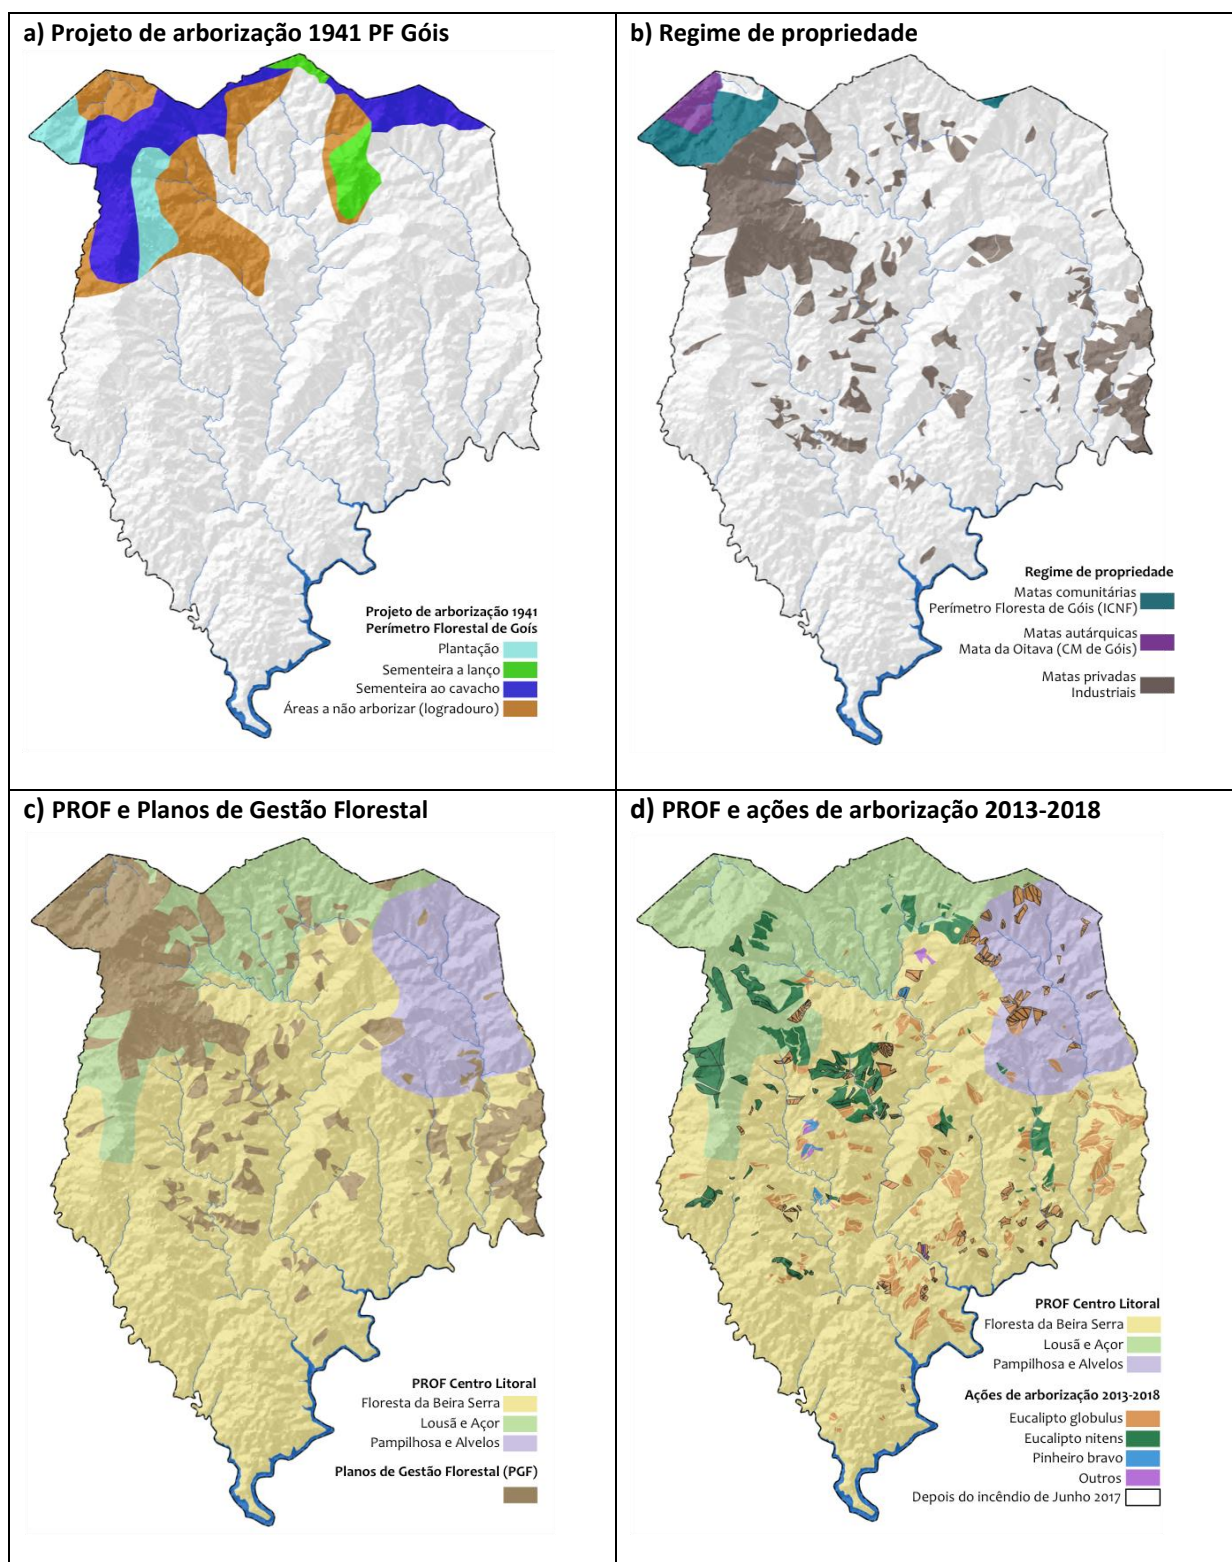 a) Projeto de arborização 1941 PF Góis
Projeto de arborização 1941
Perímetro Florestal de Goís
Plantação
Sementeira a lanço
Sementeira ao cavacho
Áreas a não arborizar (logradouro)
b) Regime de propriedade
Regime de propriedade
Matas comunitárias
Perímetro Floresta de Góis (ICNF)
Matas autárquicas
Mata da Oitava (CM de Góis)
Matas privadas
Industriais
c) PROF e Planos de Gestão Florestal
PROF Centro Litoral
Floresta da Beira Serra
Lousã e Açor
Pampilhosa e Alvelos
Planos de Gestão Florestal (PGF)
d) PROF e ações de arborização 2013-2018
PROF Centro Litoral
Floresta da Beira Serra
Lousã e Açor
Pampilhosa e Alvelos
Ações de arborização 2013-2018
Eucalipto globulus
Eucalipto nitens
Pinheiro bravo
Outros
Depois do incêndio de Junho 2017